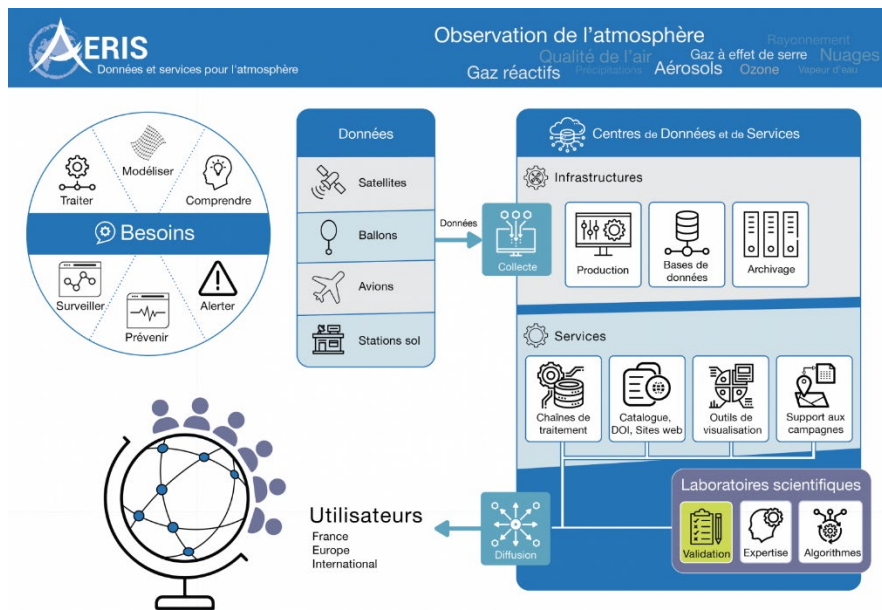 AERIS
Données et services pour l'atmosphère
Observation de l'atmosphère
Rayonnement
Qualité de l'air
Gaz à effet de serre
Nuages
Gaz réactifs
Précipitations
Aérosols
Ozone
Vapeur d'eau
Traiter
Modéliser
Comprendre
Besoins
Surveiller
Prévenir
Alerter
Données
Satellites
Ballons
Avions
Stations sol
Données
Collecte
Centres de Données et de Services
Infrastructures
Production
Bases de
données
Archivage
Services
Chaînes de
traitement
Catalogue,
DOI, Sites web
Outils de
visualisation
Support aux
campagnes
Laboratoires scientifiques
Validation
Expertise
Algorithmes
Diffusion
Utilisateurs
France
Europe
International